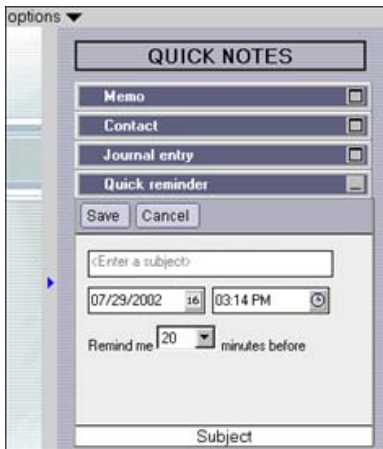 options
QUICK NOTES
Memo
Contact
Journal entry
Quick reminder
Save Cancel
<Enter a subject>
07/29/2002 16 03:14 PM
Remind me 20 minutes before
Subject